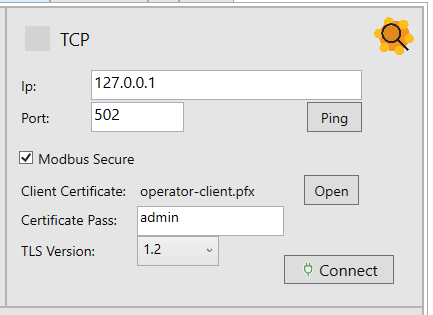 TCP
Ip: 127.0.0.1
Port: 502 Ping
Modbus Secure
Client Certificate: operator-client.pfx Open
Certificate Pass: admin
TLS Version: 1.2
Connect